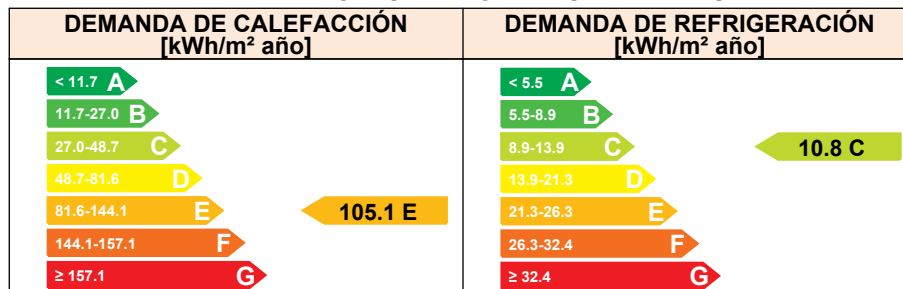 DEMANDA DE CALEFACCIÓN
[kWh/m² año]
< 11.7 A
11.7-27.0 B
27.0-48.7 C
48.7-81.6 D
81.6-144.1 E
144.1-157.1 F
≥ 157.1 G
105.1 E
DEMANDA DE REFRIGERACIÓN
[kWh/m² año]
< 5.5 A
5.5-8.9 B
8.9-13.9 C
13.9-21.3 D
21.3-26.3 E
26.3-32.4 F
≥ 32.4 G
10.8 C